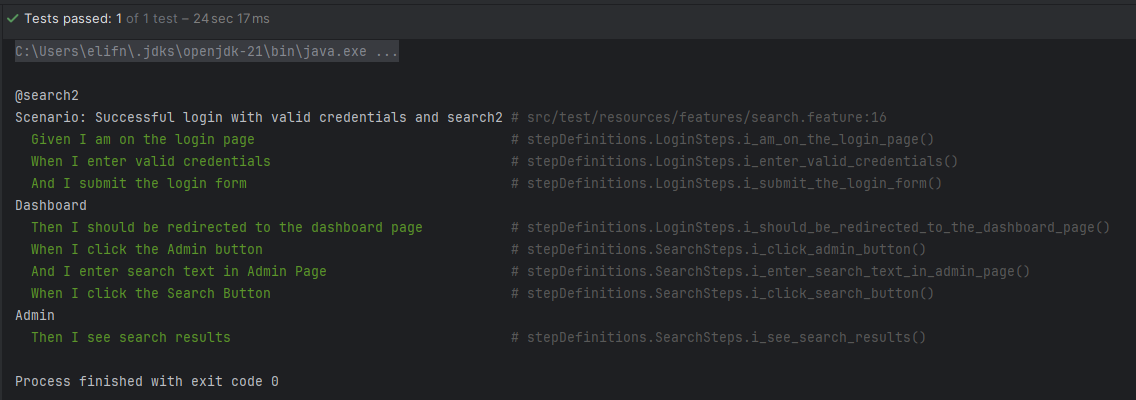 Tests passed: 1 of 1 test – 24 sec 17 ms
C:\Users\elifn\.jdks\openjdk-21\bin\java.exe ...
@search2
Scenario: Successful login with valid credentials and search2 # src/test/resources/features/search.feature:16
Given I am on the login page # stepDefinitions.LoginSteps.i_am_on_the_login_page()
When I enter valid credentials # stepDefinitions.LoginSteps.i_enter_valid_credentials()
And I submit the login form # stepDefinitions.LoginSteps.i_submit_the_login_form()
Dashboard
Then I should be redirected to the dashboard page # stepDefinitions.LoginSteps.i_should_be_redirected_to_the_dashboard_page()
When I click the Admin button # stepDefinitions.SearchSteps.i_click_admin_button()
And I enter search text in Admin Page # stepDefinitions.SearchSteps.i_enter_search_text_in_admin_page()
When I click the Search Button # stepDefinitions.SearchSteps.i_click_search_button()
Admin
Then I see search results # stepDefinitions.SearchSteps.i_see_search_results()
Process finished with exit code 0